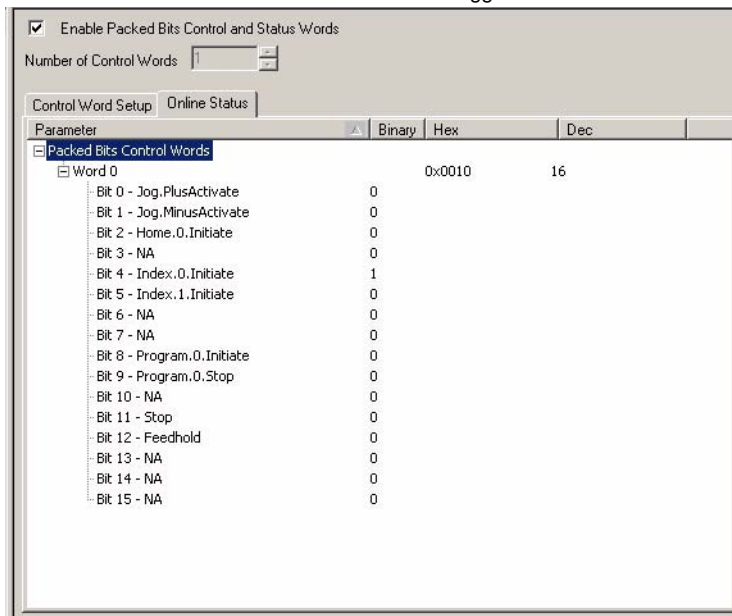 Enable Packed Bits Control and Status Words
Number of Control Words 1
Control Word Setup Online Status
Parameter Binary Hex Dec
Packed Bits Control Words
Word 0 0x0010 16
Bit 0 - Jog.PlusActivate 0
Bit 1 - Jog.MinusActivate 0
Bit 2 - Home.0.Initiate 0
Bit 3 - NA 0
Bit 4 - Index.0.Initiate 1
Bit 5 - Index.1.Initiate 0
Bit 6 - NA 0
Bit 7 - NA 0
Bit 8 - Program.0.Initiate 0
Bit 9 - Program.0.Stop 0
Bit 10 - NA 0
Bit 11 - Stop 0
Bit 12 - Feedhold 0
Bit 13 - NA 0
Bit 14 - NA 0
Bit 15 - NA 0